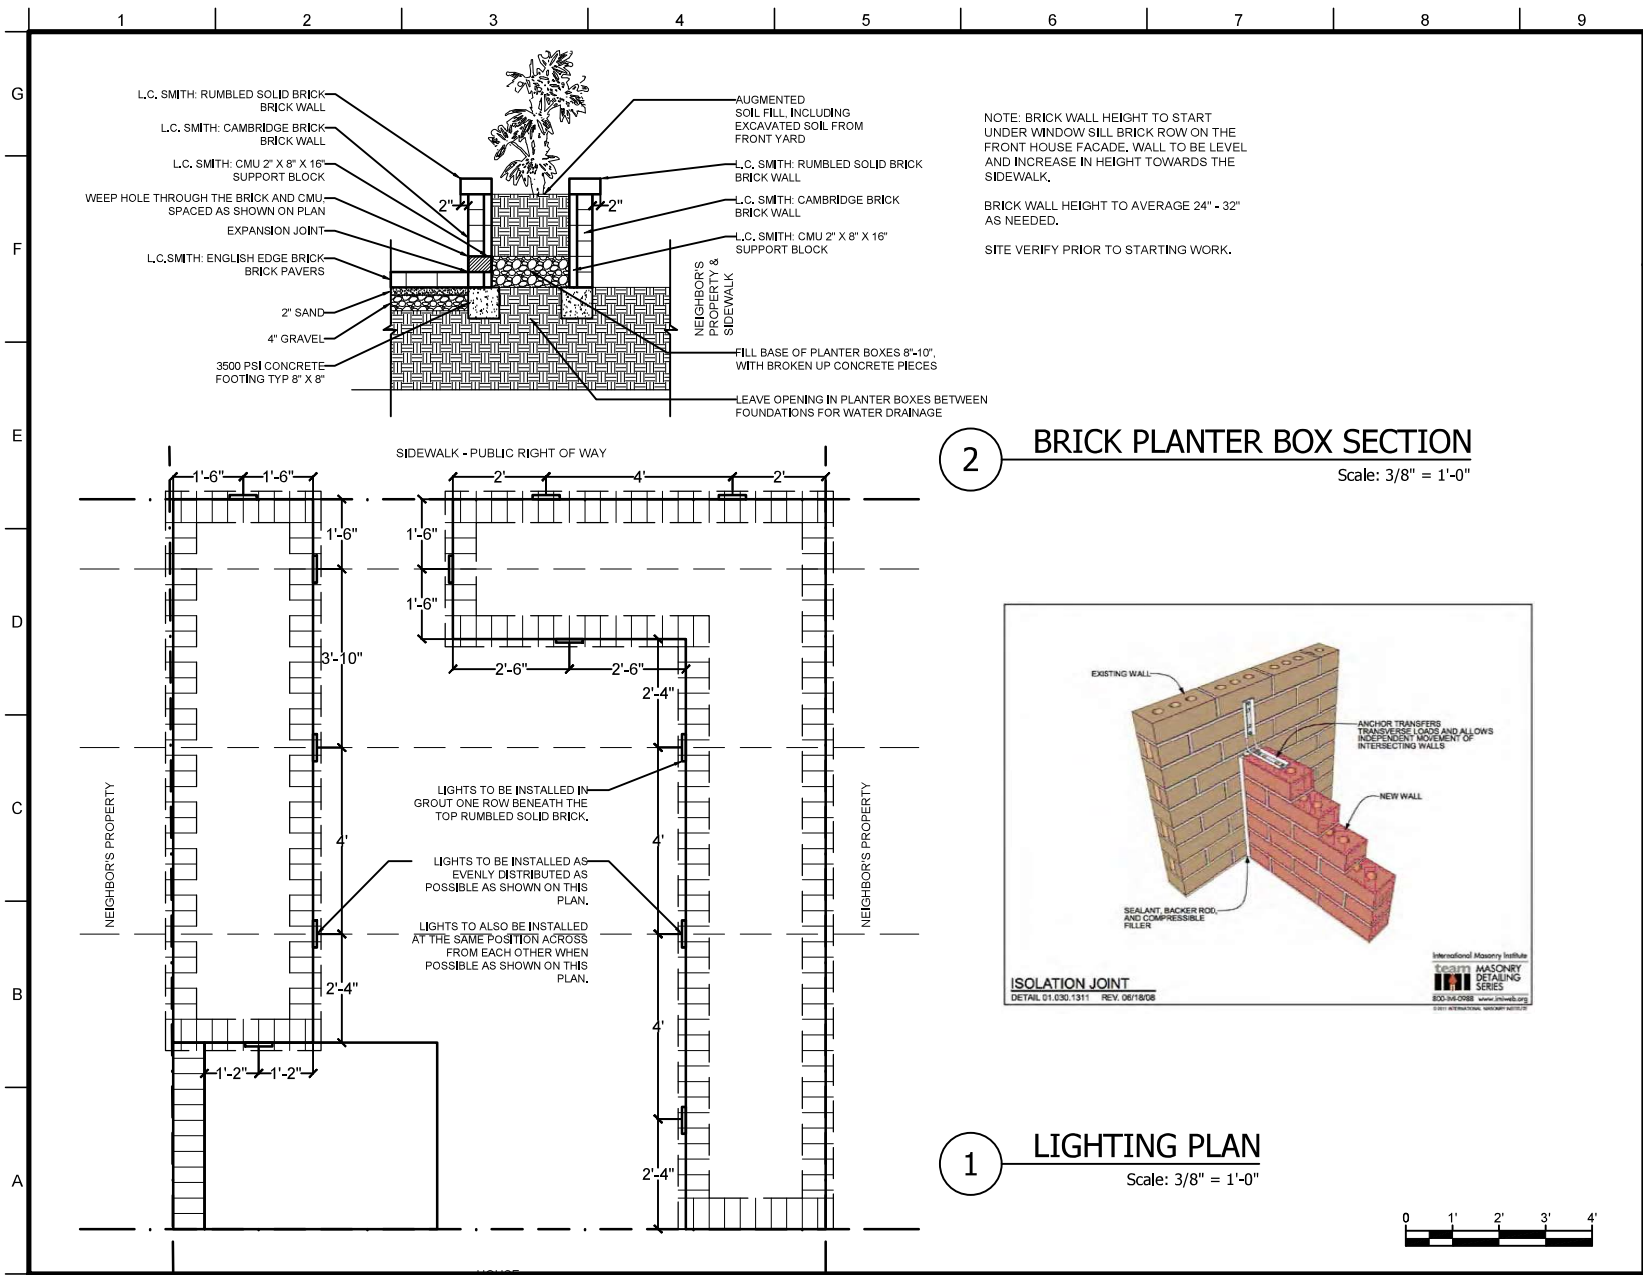 1 2 3 4 5 6 7 8 9
G
F
E
D
C
B
A
L.C. SMITH: RUMBLED SOLID BRICK
BRICK WALL
L.C. SMITH: CAMBRIDGE BRICK
BRICK WALL
L.C. SMITH: CMU 2" X 8" X 16"
SUPPORT BLOCK
WEEP HOLE THROUGH THE BRICK AND CMU,
SPACED AS SHOWN ON PLAN
EXPANSION JOINT
L.C.SMITH: ENGLISH EDGE BRICK
BRICK PAVERS
2" SAND
4" GRAVEL
3500 PSI CONCRETE
FOOTING TYP 8" X 8"
2"
2"
AUGMENTED
SOIL FILL, INCLUDING
EXCAVATED SOIL FROM
FRONT YARD
L.C. SMITH: RUMBLED SOLID BRICK
BRICK WALL
L.C. SMITH: CAMBRIDGE BRICK
BRICK WALL
L.C. SMITH: CMU 2" X 8" X 16"
SUPPORT BLOCK
NEIGHBOR'S
PROPERTY &
SIDEWALK
FILL BASE OF PLANTER BOXES 8"-10",
WITH BROKEN UP CONCRETE PIECES
LEAVE OPENING IN PLANTER BOXES BETWEEN
FOUNDATIONS FOR WATER DRAINAGE
NOTE: BRICK WALL HEIGHT TO START
UNDER WINDOW SILL BRICK ROW ON THE
FRONT HOUSE FACADE. WALL TO BE LEVEL
AND INCREASE IN HEIGHT TOWARDS THE
SIDEWALK.
BRICK WALL HEIGHT TO AVERAGE 24" - 32"
AS NEEDED.
SITE VERIFY PRIOR TO STARTING WORK.
2
BRICK PLANTER BOX SECTION
Scale: 3/8" = 1'-0"
SIDEWALK - PUBLIC RIGHT OF WAY
1'-6" 1'-6"
2' 4' 2'
1'-6"
1'-6"
1'-6"
3'-10"
2'-6" 2'-6"
2'-4"
NEIGHBOR'S PROPERTY
NEIGHBOR'S PROPERTY
LIGHTS TO BE INSTALLED IN
GROUT ONE ROW BENEATH THE
TOP RUMBLED SOLID BRICK.
4'
4'
LIGHTS TO BE INSTALLED AS
EVENLY DISTRIBUTED AS
POSSIBLE AS SHOWN ON THIS
PLAN.
LIGHTS TO ALSO BE INSTALLED
AT THE SAME POSITION ACROSS
FROM EACH OTHER WHEN
POSSIBLE AS SHOWN ON THIS
PLAN.
2'-4"
4'
1'-2" 1'-2"
2'-4"
EXISTING WALL
ANCHOR TRANSFERS
TRANSVERSE LOADS AND ALLOWS
INDEPENDENT MOVEMENT OF
INTERSECTING WALLS
NEW WALL
SEALANT, BACKER ROD,
AND COMPRESSIBLE
FILLER
ISOLATION JOINT
DETAIL 01.030.1311 REV. 06/18/08
International Masonry Institute
team MASONRY
DETAILING
SERIES
800-IMI-0988 www.imiweb.org
© 2011 INTERNATIONAL MASONRY INSTITUTE
1
LIGHTING PLAN
Scale: 3/8" = 1'-0"
0 1' 2' 3' 4'